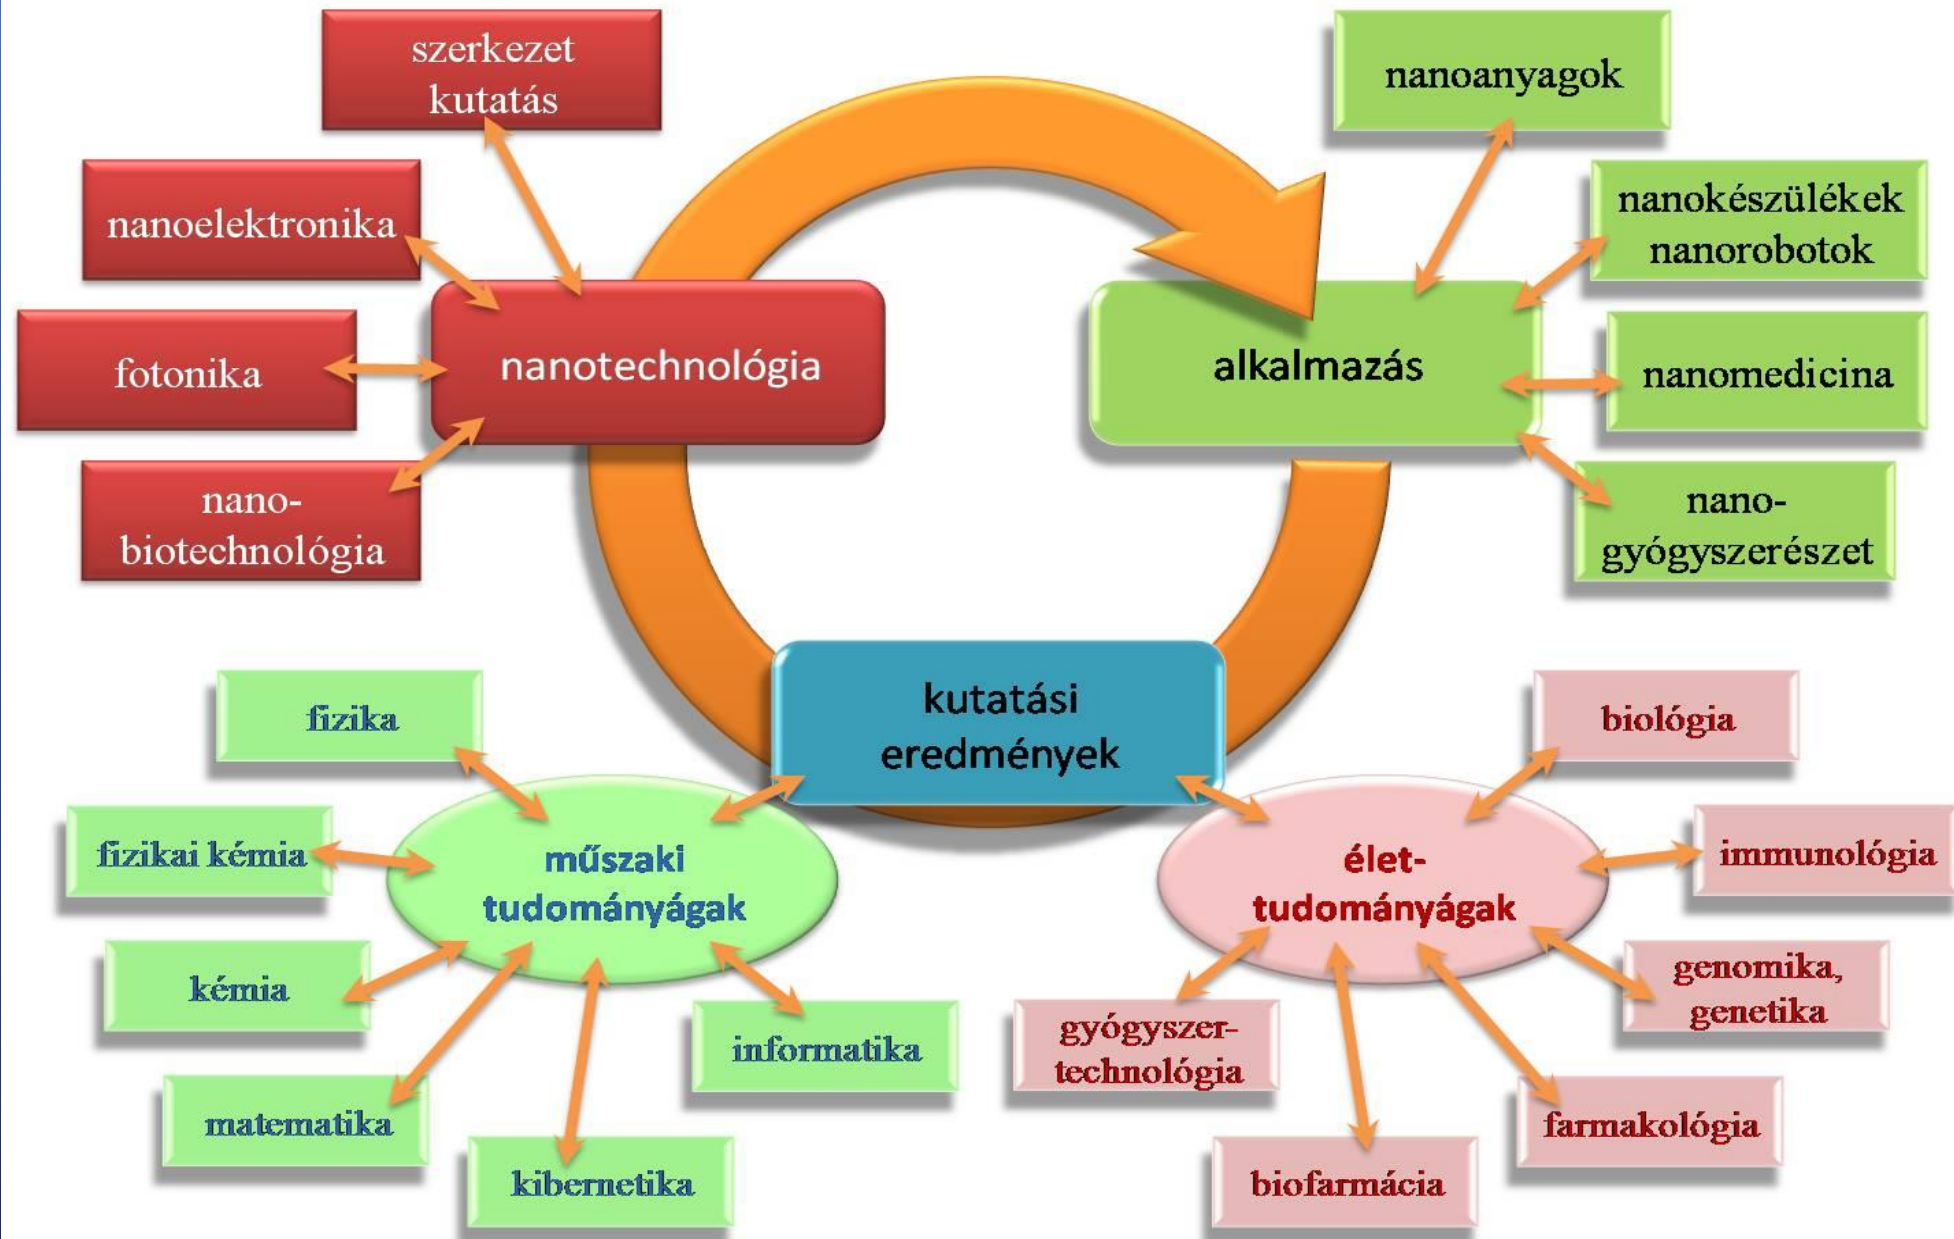 szerkezet
kutatás
nanoelektronika
fotonika
nano-
biotechnológia
nanotechnológia
nanoanyagok
nanokészülékek
nanorobotok
nanomedicina
nano-
gyógyszerészet
alkalmazás
kutatási
eredmények
fizika
fizikai kémia
kémia
matematika
kibernetika
informatika
műszaki
tudományágak
élet-
tudományágak
biológia
immunológia
genomika,
genetika
farmakológia
biofarmácia
gyógyszer-
technológia